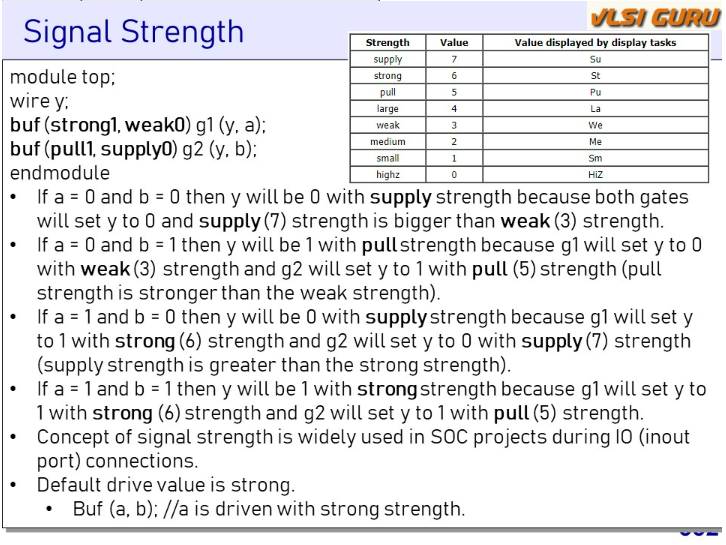 VLSI GURU
Signal Strength
Strength Value Value displayed by display tasks
supply 7 Su
strong 6 St
pull 5 Pu
large 4 La
weak 3 We
medium 2 Me
small 1 Sm
highz 0 HiZ
module top;
wire y;
buf (strong1, weak0) g1 (y, a);
buf (pull1, supply0) g2 (y, b);
endmodule
• If a = 0 and b = 0 then y will be 0 with supply strength because both gates
will set y to 0 and supply (7) strength is bigger than weak (3) strength.
• If a = 0 and b = 1 then y will be 1 with pull strength because g1 will set y to 0
with weak (3) strength and g2 will set y to 1 with pull (5) strength (pull
strength is stronger than the weak strength).
• If a = 1 and b = 0 then y will be 0 with supply strength because g1 will set y
to 1 with strong (6) strength and g2 will set y to 0 with supply (7) strength
(supply strength is greater than the strong strength).
• If a = 1 and b = 1 then y will be 1 with strong strength because g1 will set y to
1 with strong (6) strength and g2 will set y to 1 with pull (5) strength.
• Concept of signal strength is widely used in SOC projects during IO (inout
port) connections.
• Default drive value is strong.
• Buf (a, b); //a is driven with strong strength.